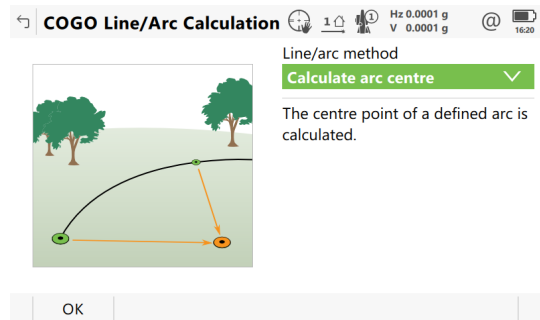 COGO Line/Arc Calculation
1
1
Hz 0.0001 g
V 0.0001 g
@
16:20
Line/arc method
Calculate arc centre
The centre point of a defined arc is
calculated.
OK